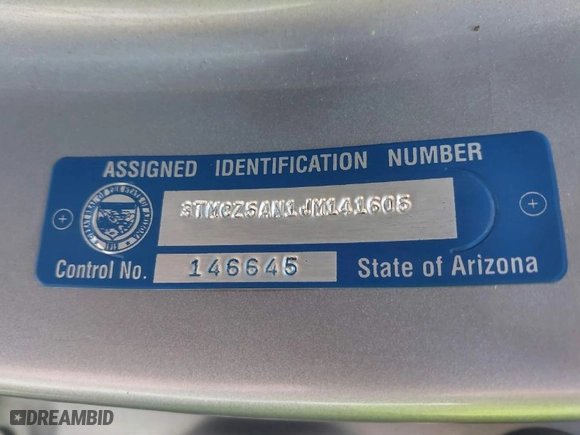 ASSIGNED IDENTIFICATION NUMBER
3TMCZ5AN1JM141605
Control No. 146645 State of Arizona
DREAMBID